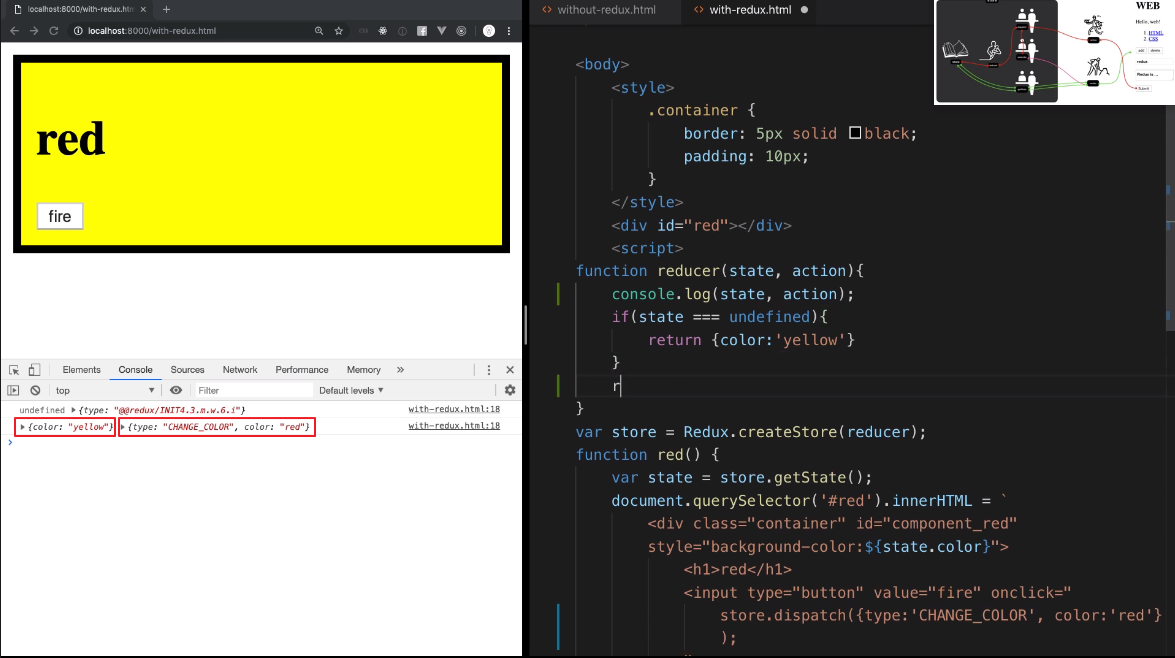 localhost:8000/with-redux.htm
localhost:8000/with-redux.html
red
fire
Elements Console Sources Network Performance Memory »
top Filter Default levels ▼
undefined ▶{type: "@@redux/INIT4.3.m.w.6.i"} with-redux.html:18
▶{color: "yellow"} ▶{type: "CHANGE_COLOR", color: "red"} with-redux.html:18
<> without-redux.html <> with-redux.html
<body>
<style>
.container {
border: 5px solid black;
padding: 10px;
}
</style>
<div id="red"></div>
<script>
function reducer(state, action){
console.log(state, action);
if(state === undefined){
return {color:'yellow'}
}
r
}
var store = Redux.createStore(reducer);
function red() {
var state = store.getState();
document.querySelector('#red').innerHTML = `
<div class="container" id="component_red"
style="background-color:${state.color}">
<h1>red</h1>
<input type="button" value="fire" onclick="
store.dispatch({type:'CHANGE_COLOR', color:'red'}
);
WEB
Hello, web!
1. HTML
2. CSS
add delete
redux
Redux is ...
Submit